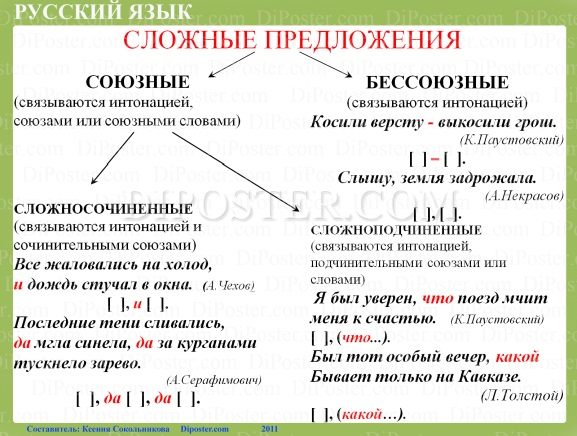 РУССКИЙ ЯЗЫК
СЛОЖНЫЕ ПРЕДЛОЖЕНИЯ
СОЮЗНЫЕ
(связываются интонацией,
союзами или союзными словами)
БЕССОЮЗНЫЕ
(связываются интонацией)
Косили версту - выкосили грош.
(К.Паустовский)
[ ] – [ ].
Слышу, земля задрожала.
(А.Некрасов)
[ ], [ ].
СЛОЖНОСОЧИНЕННЫЕ
(связываются интонацией и
сочинительными союзами)
Все жаловались на холод,
и дождь стучал в окна. (А.Чехов)
[ ], и [ ].
Последние тени сливались,
да мгла синела, да за курганами
тускнело зарево.
(А.Серафимович)
[ ], да [ ], да [ ].
СЛОЖНОПОДЧИНЕННЫЕ
(связываются интонацией,
подчинительными союзами или
словами)
Я был уверен, что поезд мчит
меня к счастью. (К.Паустовский)
[ ], (что...).
Был тот особый вечер, какой
Бывает только на Кавказе.
(Л.Толстой)
[ ], (какой…).
DIPOSTER.COM
Составитель: Ксения Сокольникова Diposter.com 2011